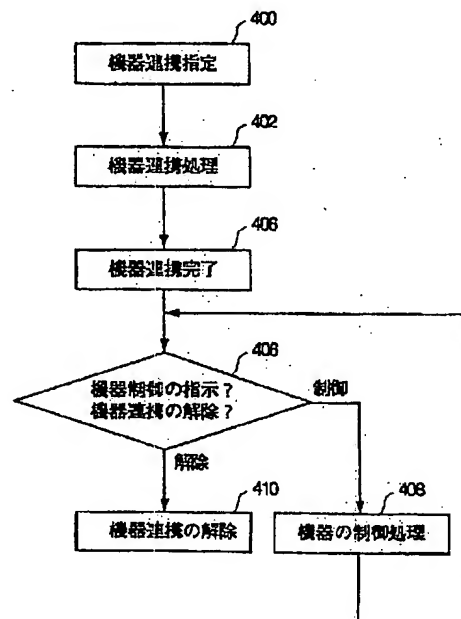 400
機器連携指定
402
機器連携処理
406
機器連携完了
406
機器制御の指示?
機器連携の解除?
制御
解除
410
機器連携の解除
408
機器の制御処理